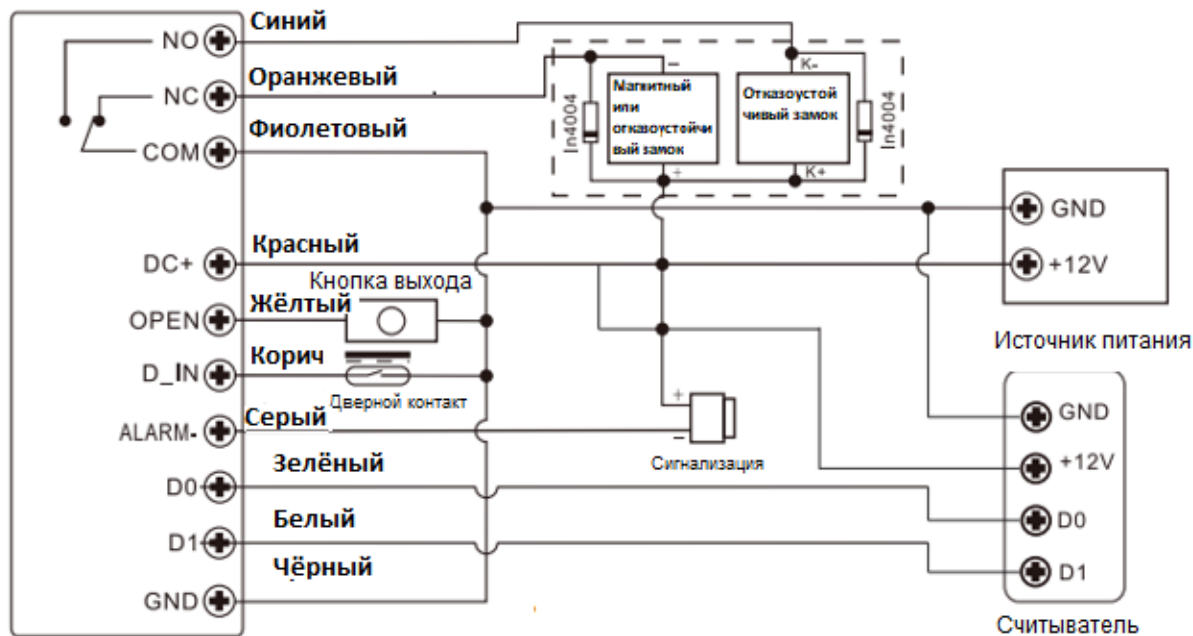 NO
Синий
NC
Оранжевый
COM
Фиолетовый
DC+
Красный
Кнопка выхода
OPEN
Жёлтый
D_IN
Корич
Дверной контакт
ALARM-
Серый
D0
Зелёный
D1
Белый
GND
Чёрный
In4004
−
Магнитный
или
отказоустойчи
вый замок
+
K-
Отказоустой
чивый замок
K+
In4004
GND
+12V
Источник питания
+
−
Сигнализация
GND
+12V
D0
D1
Считыватель